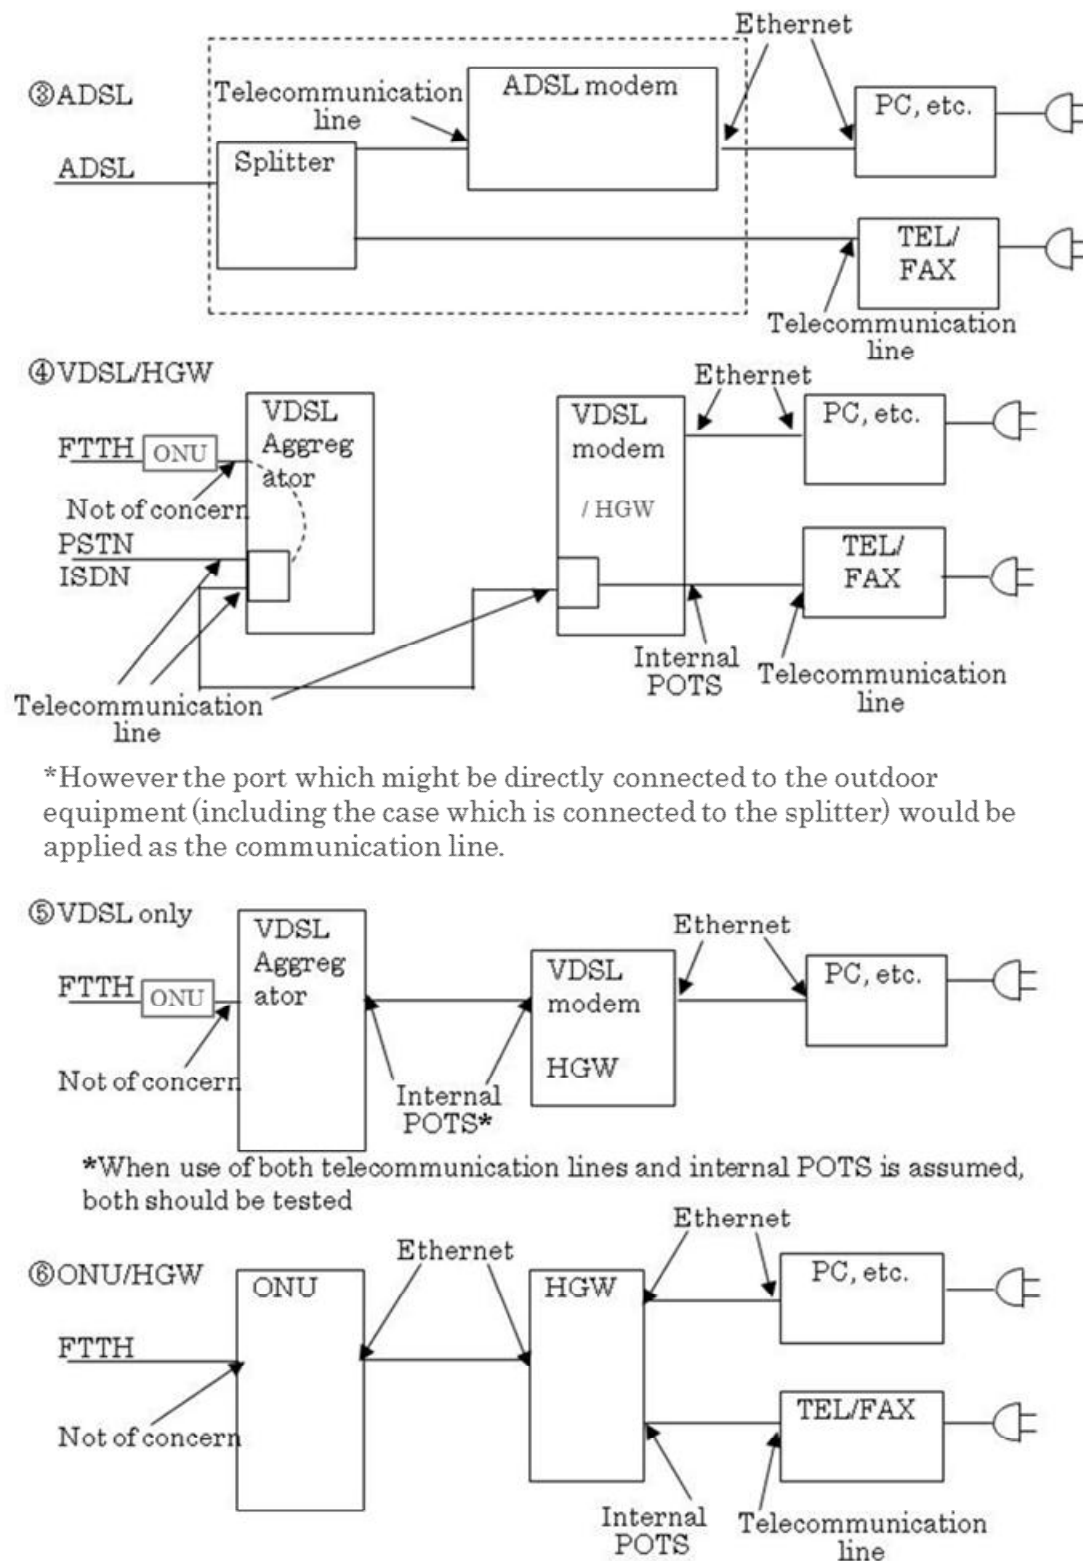 Ethernet
③ADSL
Telecommunication
line
ADSL modem
PC, etc.
ADSL
Splitter
TEL/
FAX
Telecommunication
line
④VDSL/HGW
Ethernet
VDSL
Aggreg
ator
VDSL
modem
/ HGW
PC, etc.
FTTH
ONU
Not of concern
PSTN
ISDN
TEL/
FAX
Internal
POTS
Telecommunication
line
Telecommunication
line
*However the port which might be directly connected to the outdoor
equipment (including the case which is connected to the splitter) would be
applied as the communication line.
⑤VDSL only
VDSL
Aggreg
ator
Ethernet
VDSL
modem
HGW
PC, etc.
FTTH
ONU
Not of concern
Internal
POTS*
*When use of both telecommunication lines and internal POTS is assumed,
both should be tested
⑥ONU/HGW
Ethernet
Ethernet
ONU
HGW
PC, etc.
FTTH
Not of concern
TEL/FAX
Internal
POTS
Telecommunication
line